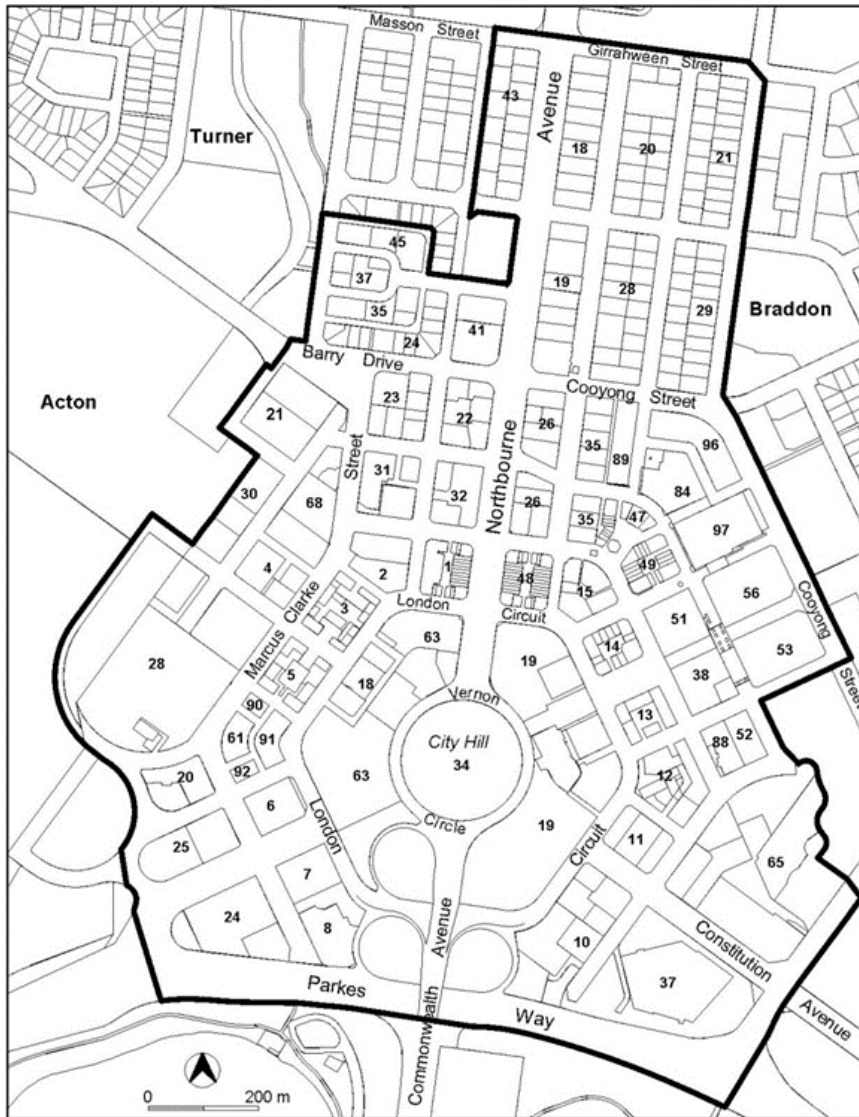 Masson Street
Girrahween Street
43
Avenue
Turner
18
20
21
45
37
35
24
41
19
28
29
Braddon
Barry Drive
Acton
Cooyong Street
21
23
22
26
35
89
96
Street
31
32
Northbourne
30
68
26
35
47
84
97
4
2
1
48
49
15
56
Clarke
3
London Circuit
Cooyong
Marcus
63
51
28
5
18
19
14
38
53
Street
90
Vernon
61
91
City Hill
13
88
52
34
92
20
63
12
6
London
Circle
19
Circuit
11
25
7
65
24
8
Avenue
10
Constitution
37
Parkes
Way
Avenue
Commonwealth
0 200 m